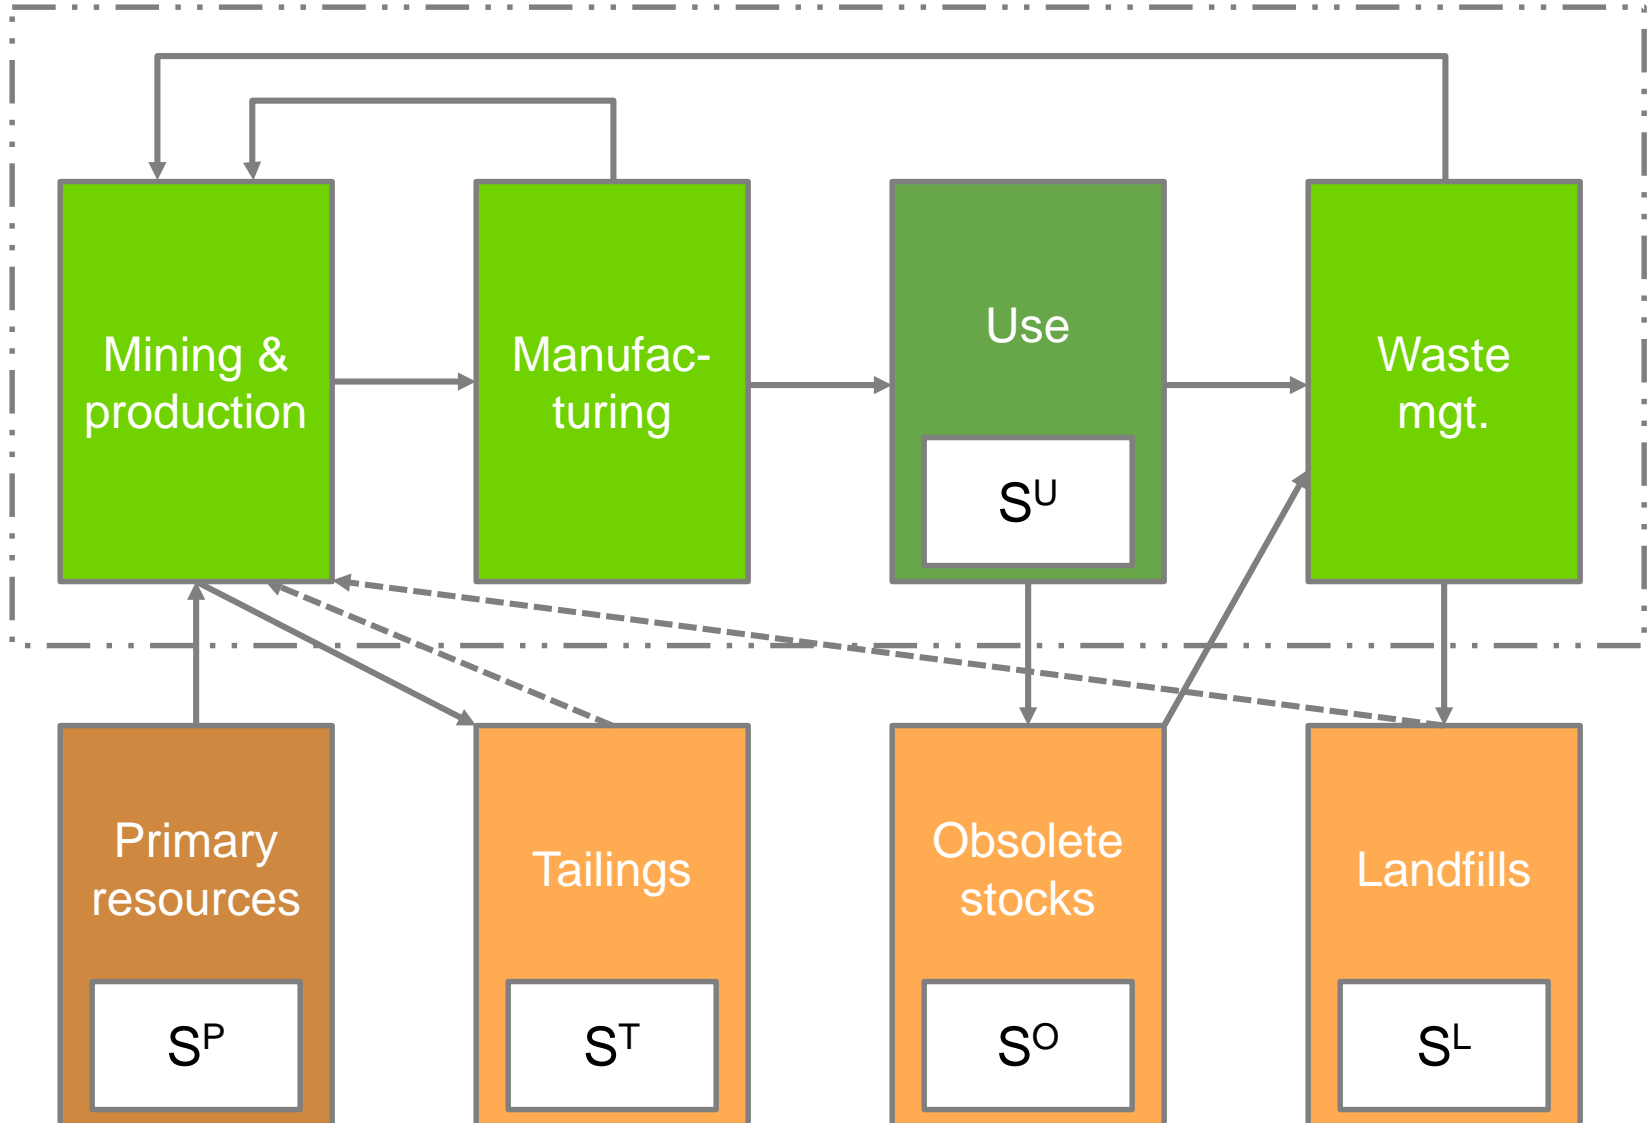 Mining &
production
Manufac-
turing
Use
S^U
Waste
mgt.
Primary
resources
S^P
Tailings
S^T
Obsolete
stocks
S^O
Landfills
S^L